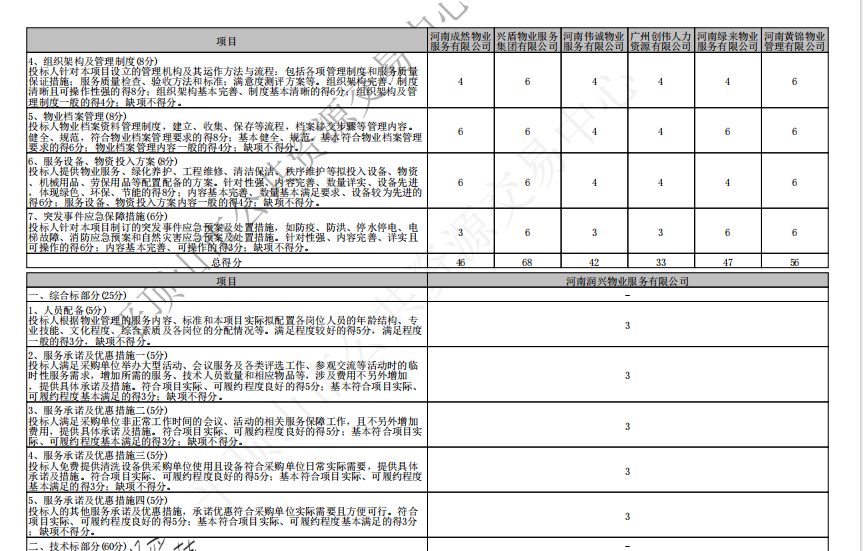 项目 河南成然物业服务有限公司 兴盾物业服务集团有限公司 河南伟诚物业服务有限公司 广州创伟人力资源有限公司 河南绿来物业服务有限公司 河南黄锦物业管理有限公司
4、组织架构及管理制度(8分)
投标人针对本项目设立的管理机构及其运作方法与流程；包括各项管理制度和服务质量
保证措施；服务质量检查、验收方法和标准；满意度测评方案等。组织架构完善、制度
清晰且可操作性强的得8分；组织架构基本完善、制度基本清晰的得6分；组织架构及管
理制度一般的得4分；缺项不得分。
4 6 4 4 4 6
5、物业档案管理(8分)
投标人物业档案资料管理制度，建立、收集、保存等流程，档案移交步骤等管理内容。
健全、规范，符合物业档案管理要求的得8分；基本健全、规范，基本符合物业档案管理
要求的得6分；物业档案管理内容一般的得4分；缺项不得分。
6 6 4 4 6 6
6、服务设备、物资投入方案(8分)
投标人提供物业服务、绿化养护、工程维修、清洁保洁、秩序维护等拟投入设备、物资
、机械用品、劳保用品等配置配备的方案。针对性强、内容完善、数量详实、设备先进
，体现绿色、环保、节能的得8分；内容基本完善、数量基本满足要求、设备较为先进的
得6分；服务设备、物资投入方案内容一般的得4分；缺项不得分。
6 6 4 4 4 6
7、突发事件应急保障措施(6分)
投标人针对本项目制订的突发事件应急预案及处置措施，如防疫、防洪、停水停电、电
梯故障、消防应急预案和自然灾害应急预案及处置措施。针对性强、内容完善、详实且
可操作的得6分；内容基本完善、可操作的得3分；缺项不得分。
3 6 3 3 6 6
总得分 46 68 42 33 47 56
项目 河南润兴物业服务有限公司
一、综合标部分(25分) -
1、人员配备(5分)
投标人根据物业管理的服务内容、标准和本项目实际拟配置各岗位人员的年龄结构、专
业技能、文化程度、综合素质及各岗位的分配情况等。满足程度较好的得5分，满足程度
一般的得3分，缺项不得分。
3
2、服务承诺及优惠措施一(5分)
投标人满足采购单位举办大型活动、会议服务及各类评选工作、参观交流等活动时的临
时性服务需求，增加所需的服务、技术人员数量和相应物品等，涉及费用不另外增加
，提供具体承诺及措施。符合项目实际、可履约程度良好的得5分；基本符合项目实际、
可履约程度基本满足的得3分；缺项不得分。
3
3、服务承诺及优惠措施二(5分)
投标人满足采购单位非正常工作时间的会议、活动的相关服务保障工作，且不另外增加
费用，提供具体承诺及措施。符合项目实际、可履约程度良好的得5分；基本符合项目实
际、可履约程度基本满足的得3分；缺项不得分。
3
4、服务承诺及优惠措施三(5分)
投标人免费提供清洗设备供采购单位使用且设备符合采购单位日常实际需要，提供具体
承诺及措施。符合项目实际、可履约程度良好的得5分；基本符合项目实际、可履约程度
基本满足的得3分；缺项不得分。
3
5、服务承诺及优惠措施四(5分)
投标人的其他服务承诺及优惠措施，承诺优惠符合采购单位实际需要且方便可行。符合
项目实际、可履约程度良好的得5分；基本符合项目实际、可履约程度基本满足的得3分
；缺项不得分。
3
二、技术标部分(60分) -
平顶山市公共资源交易中心
平顶山市公共资源交易中心